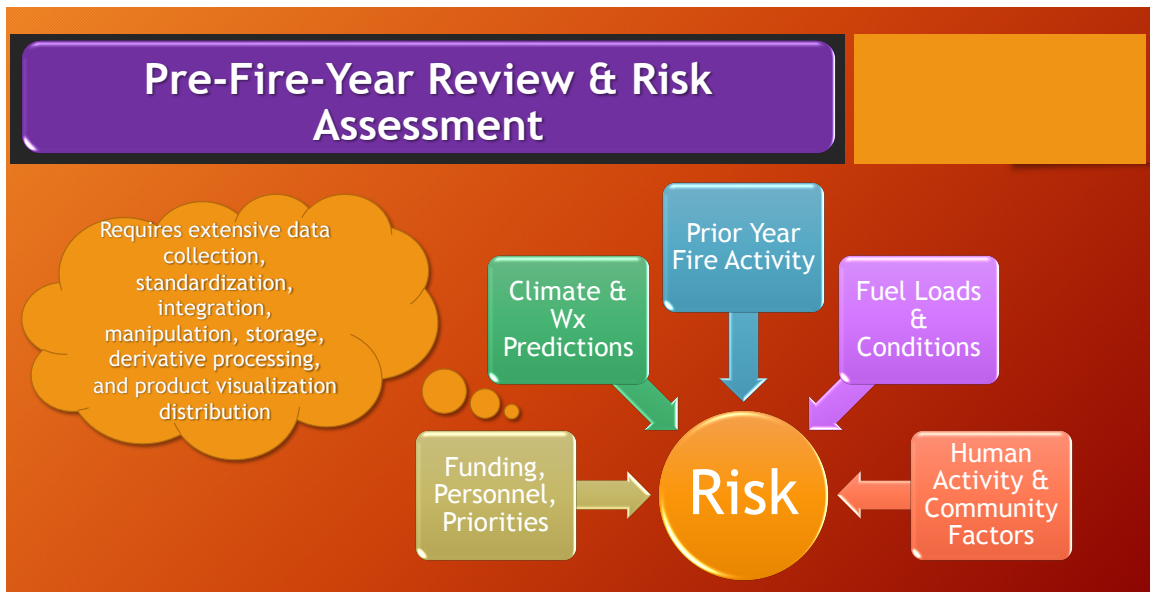 Pre-Fire-Year Review & Risk
Assessment
Requires extensive data
collection,
standardization,
integration,
manipulation, storage,
derivative processing,
and product visualization
distribution
Funding,
Personnel,
Priorities
Climate &
Wx
Predictions
Prior Year
Fire Activity
Fuel Loads
&
Conditions
Human
Activity &
Community
Factors
Risk